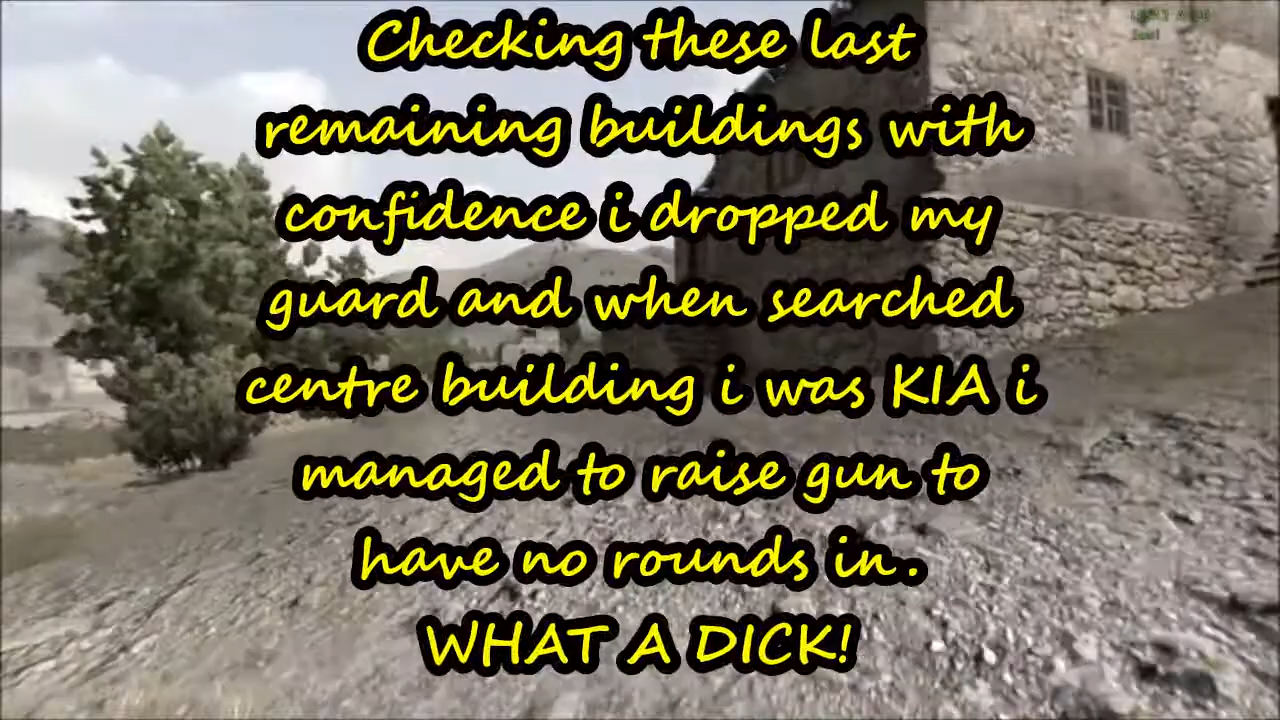 Checking these last
remaining buildings with
confidence i dropped my
guard and when searched
centre building i was KIA i
managed to raise gun to
have no rounds in.
WHAT A DICK!